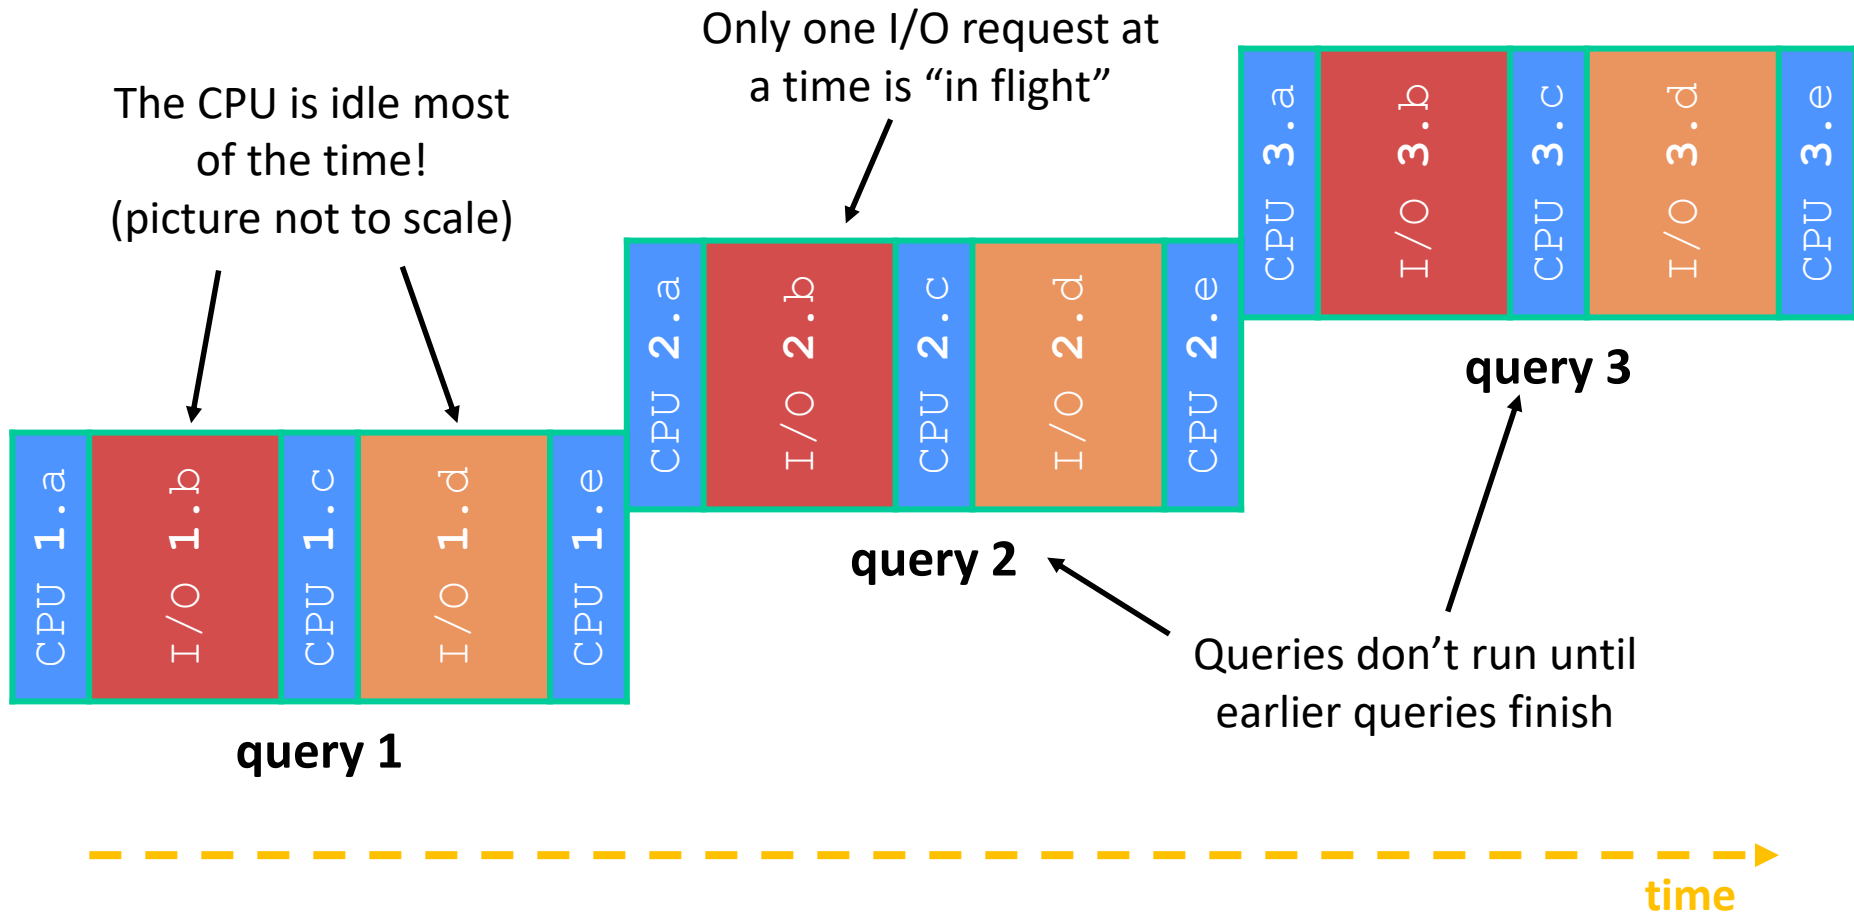 The CPU is idle most
of the time!
(picture not to scale)
Only one I/O request at
a time is “in flight”
CPU 1.a
I/O 1.b
CPU 1.c
I/O 1.d
CPU 1.e
query 1
CPU 2.a
I/O 2.b
CPU 2.c
I/O 2.d
CPU 2.e
query 2
CPU 3.a
I/O 3.b
CPU 3.c
I/O 3.d
CPU 3.e
query 3
Queries don’t run until
earlier queries finish
time